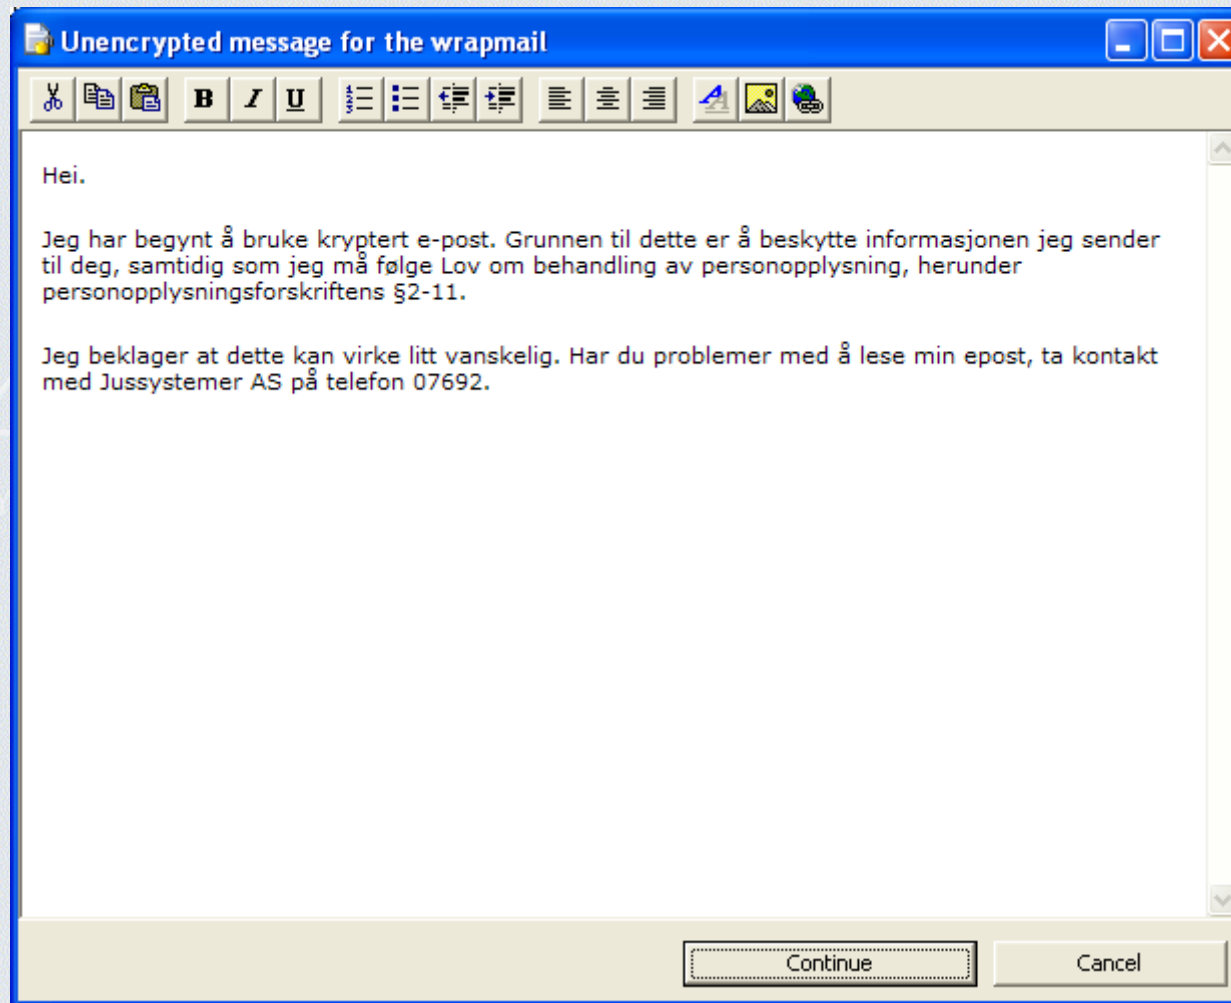 Unencrypted message for the wrapmail
B I U
Hei.
Jeg har begynt å bruke kryptert e-post. Grunnen til dette er å beskytte informasjonen jeg sender
til deg, samtidig som jeg må følge Lov om behandling av personopplysning, herunder
personopplysningsforskriftens §2-11.
Jeg beklager at dette kan virke litt vanskelig. Har du problemer med å lese min epost, ta kontakt
med Jussystemer AS på telefon 07692.
Continue Cancel